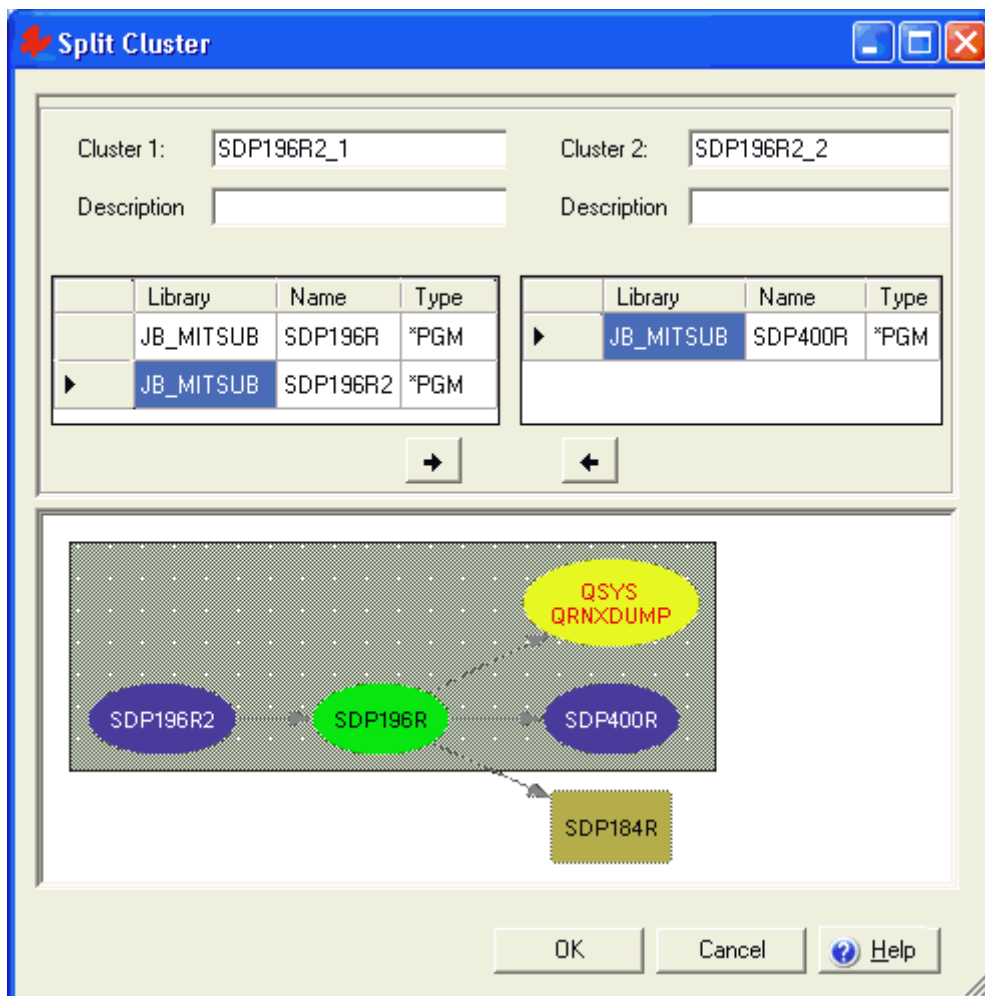 Split Cluster
Cluster 1: SDP196R2_1 Cluster 2: SDP196R2_2
Description Description
Library Name Type Library Name Type
JB_MITSUB SDP196R *PGM JB_MITSUB SDP400R *PGM
JB_MITSUB SDP196R2 *PGM
QSYS
QRNXDUMP
SDP196R2 SDP196R SDP400R
SDP184R
OK Cancel Help